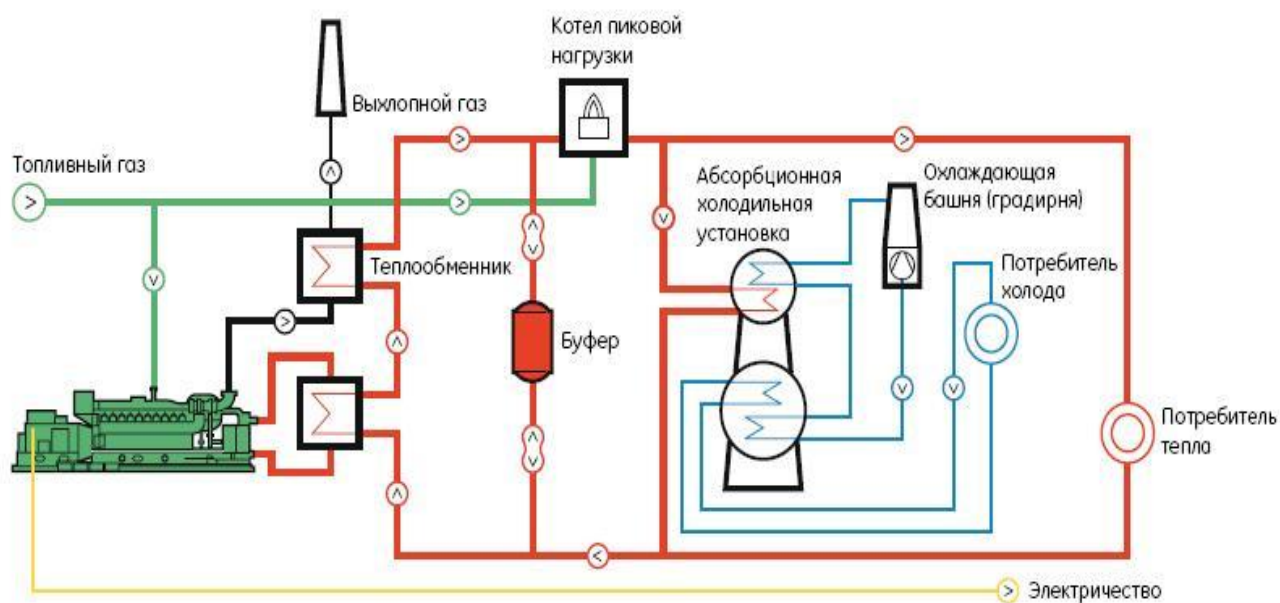 Котел пиковой
нагрузки
Выхлопной газ
Топливный газ
Абсорбционная
холодильная
установка
Охлаждающая
башня (градирня)
Теплообменник
Потребитель
холода
Буфер
Потребитель
тепла
Электричество